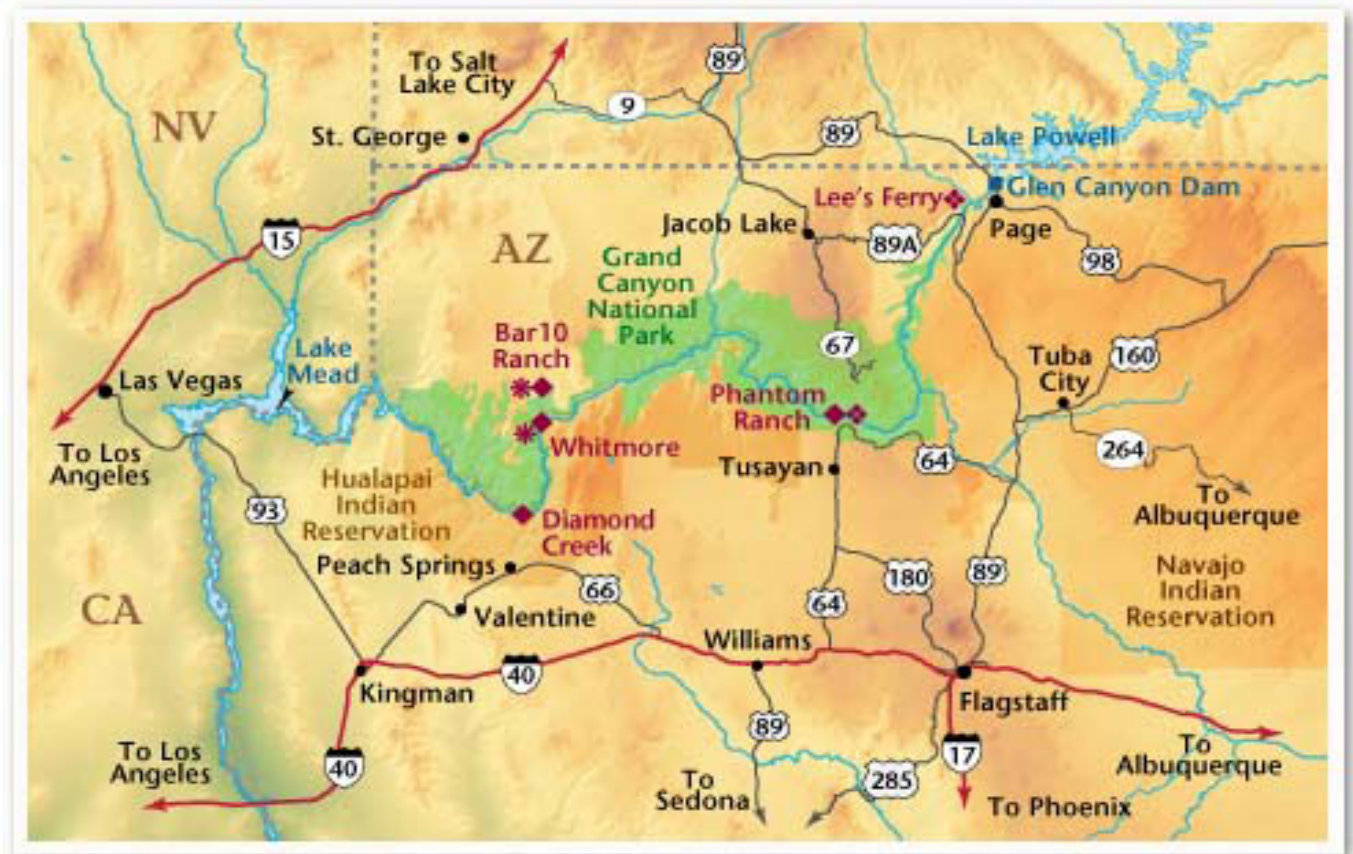 To Salt
Lake City
89
NV
9
St. George
89
Lake Powell
Glen Canyon Dam
Lee's Ferry
Page
15
Jacob Lake
89A
AZ
98
Grand
Canyon
National
Park
Bar10
Ranch
67
Lake
Mead
Tuba
City
160
Las Vegas
Phantom
Ranch
Whitmore
To Los
Angeles
Tusayan
64
264
Hualapai
Indian
Reservation
93
To
Albuquerque
Diamond
Creek
Peach Springs
66
180
89
Navajo
Indian
Reservation
CA
Valentine
64
Williams
40
Kingman
Flagstaff
89
17
To Los
Angeles
40
To
Albuquerque
To
Sedona
285
To Phoenix